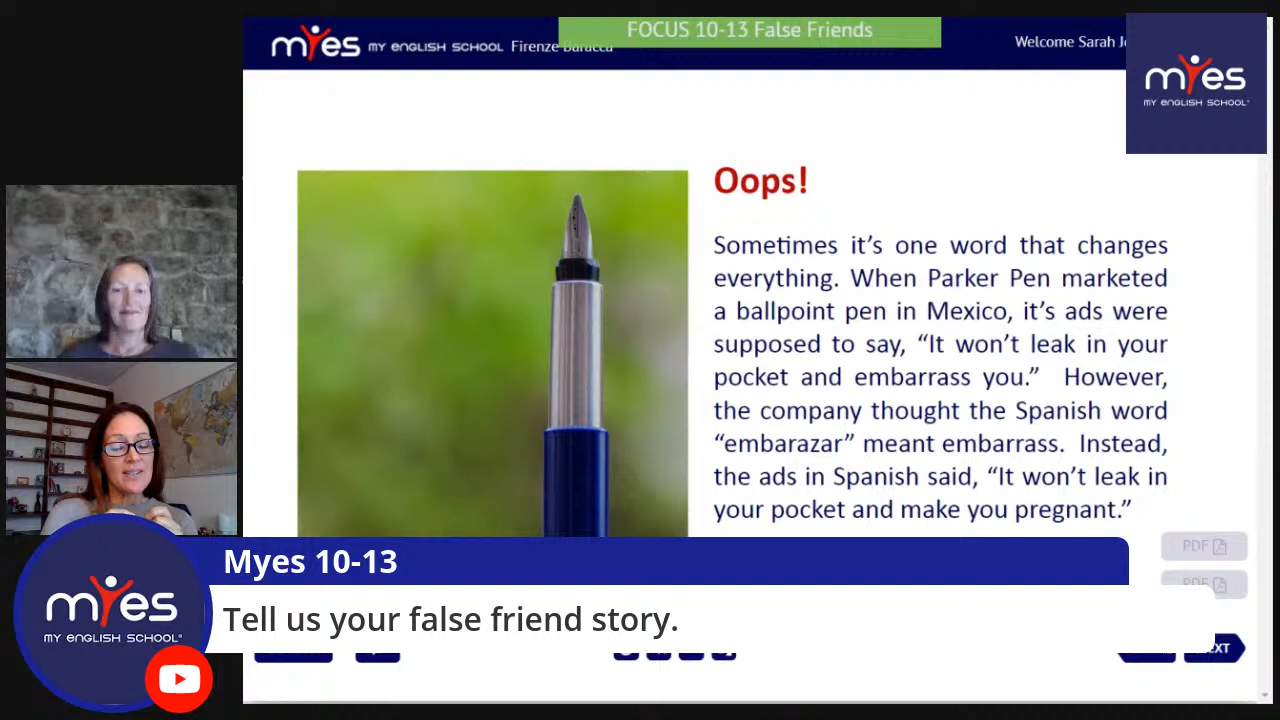 FOCUS 10-13 False Friends
myes MY ENGLISH SCHOOL Firenze Baracca
Welcome Sarah
myes
MY ENGLISH SCHOOL
Oops!
Sometimes it's one word that changes
everything. When Parker Pen marketed
a ballpoint pen in Mexico, it's ads were
supposed to say, “It won't leak in your
pocket and embarrass you.” However,
the company thought the Spanish word
“embarazar” meant embarrass. Instead,
the ads in Spanish said, “It won't leak in
your pocket and make you pregnant.”
PDF
PDF
Myes 10-13
Tell us your false friend story.
myes
MY ENGLISH SCHOOL